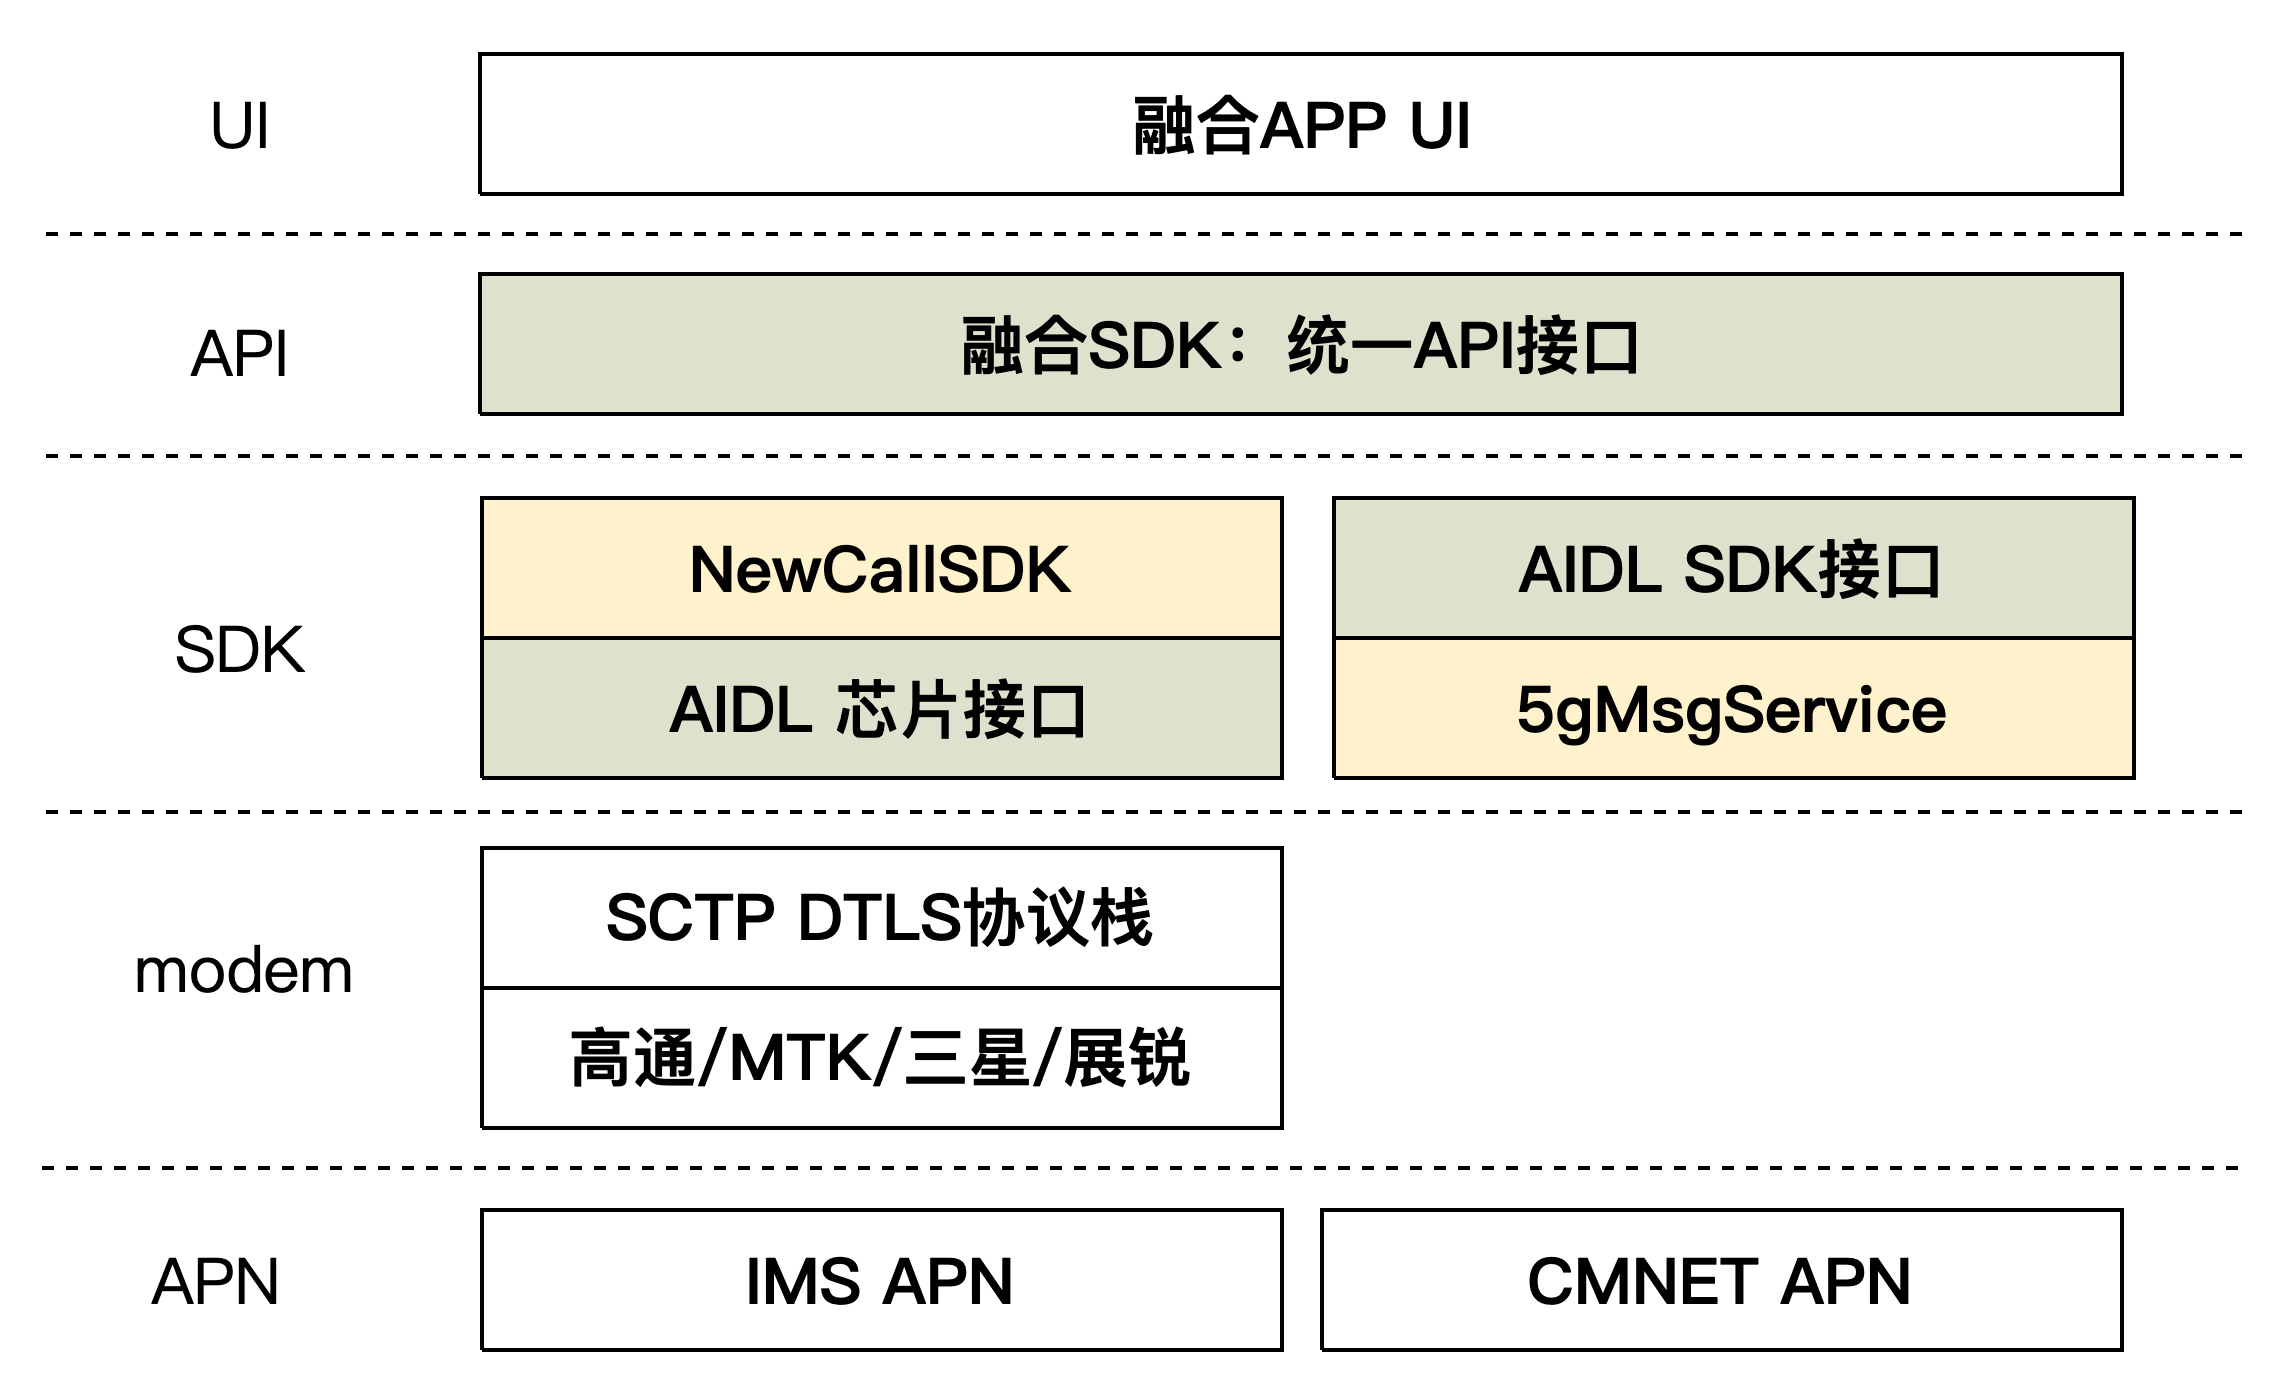 UI
融合APP UI
API
融合SDK：统一API接口
SDK
NewCallSDK
AIDL 芯片接口
AIDL SDK接口
5gMsgService
modem
SCTP DTLS协议栈
高通/MTK/三星/展锐
APN
IMS APN
CMNET APN